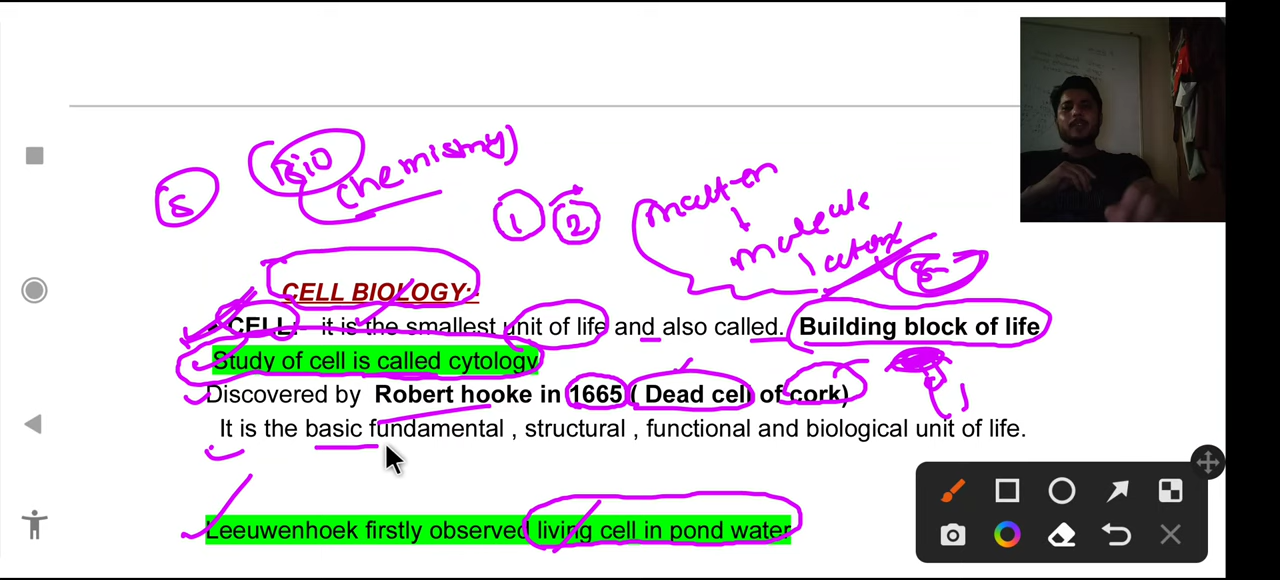 (BiO
chemistry)
S
1 2
molecule
CELL BIOLOGY:-
CELL:- it is the smallest unit of life and also called. Building block of life
Study of cell is called cytology
Discovered by Robert hooke in 1665 ( Dead cell of cork)
It is the basic fundamental , structural , functional and biological unit of life.
Leeuwenhoek firstly observed living cell in pond water